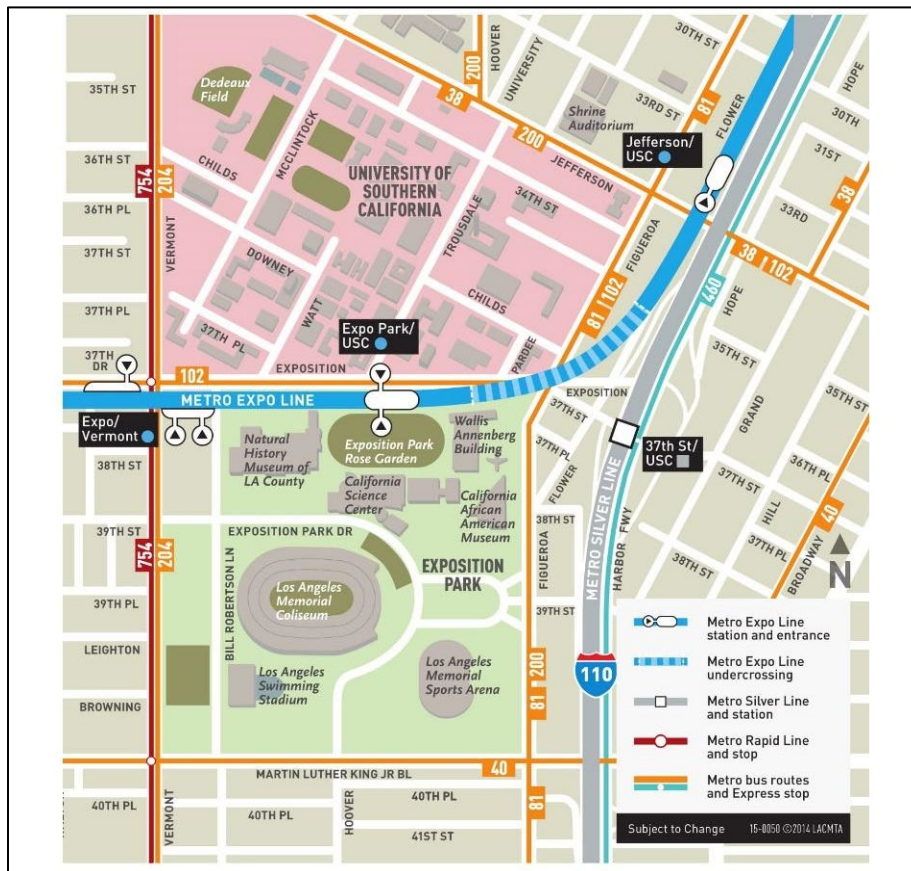 30TH ST
HOPE
HOOVER
200
UNIVERSITY
35TH ST
Dedeaux
Field
38
Shrine
Auditorium
33RD ST
81
FLOWER
30TH
200
MCCLINTOCK
Jefferson/
USC
31ST
36TH ST
754
204
CHILDS
UNIVERSITY OF
SOUTHERN
CALIFORNIA
JEFFERSON
38
34TH ST
33RD
36TH PL
VERMONT
TROUSDALE
FIGUEROA
37TH ST
DOWNEY
38
102
460
HOPE
CHILDS
81
102
37TH PL
WATT
37TH PL
Expo Park/
USC
PARDEE
35TH ST
37TH
DR
EXPOSITION
102
METRO EXPO LINE
EXPOSITION
GRAND
35TH ST
Expo/
Vermont
Natural
History
Museum of
LA County
Exposition Park
Rose Garden
Wallis
Annenberg
Building
37TH ST
37TH PL
37th St/
USC
36TH PL
38TH ST
California
Science
Center
California
African
American
Museum
FLOWER
METRO SILVER LINE
HARBOR FWY
37TH ST
HILL
40
38TH ST
37TH PL
BROADWAY
N
39TH ST
754
204
EXPOSITION PARK DR
EXPOSITION
PARK
FIGUEROA
38TH ST
39TH PL
BILL ROBERTSON LN
Los Angeles
Memorial
Coliseum
39TH ST
LEIGHTON
Los Angeles
Swimming
Stadium
Los Angeles
Memorial
Sports Arena
200
81
110
BROWNING
Metro Expo Line
station and entrance
Metro Expo Line
undercrossing
Metro Silver Line
and station
Metro Rapid Line
and stop
Metro bus routes
and Express stop
40
MARTIN LUTHER KING JR BL
40TH PL
VERMONT
40TH PL
HOOVER
40TH PL
41ST ST
81
Subject to Change
15-0050 ©2014 LACMTA